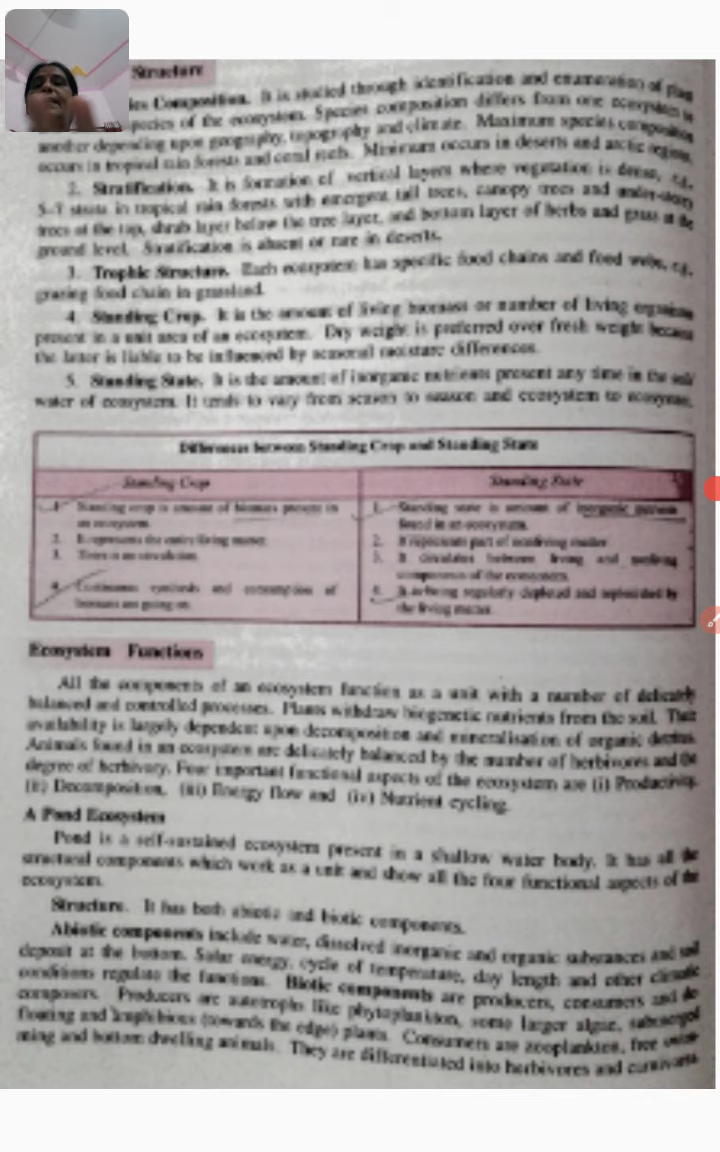 Structure
Composition. It is studied through identification and enumeration of
species of the ecosystem. Species composition differs from one ecosystem to
another depending upon geography, topography and climate. Maximum species composition
occurs in tropical rain forests and coral reefs. Minimum occurs in deserts and arctic regions.
2. Stratification. It is formation of vertical layers where vegetation is dense, e.g.,
5-7 strata in tropical rain forests with emergent tall trees, canopy trees and under-story
trees at the top, shrub layer below the tree layer, and bottom layer of herbs and grass at the
ground level. Stratification is absent or rare in deserts.
3. Trophic Structure. Each ecosystem has specific food chains and food webs, e.g.,
grazing food chain in grassland.
4. Standing Crop. It is the amount of living biomass or number of living organisms
present in a unit area of an ecosystem. Dry weight is preferred over fresh weight because
the latter is liable to be influenced by seasonal moisture differences.
5. Standing State. It is the amount of inorganic nutrients present any time in the soil/
water of ecosystem. It tends to vary from season to season and ecosystem to ecosystem.
Differences between Standing Crop and Standing State
Standing Crop
1. Standing crop is amount of biomass present in
an ecosystem.
2. It represents the entire living matter.
3. There is no circulation.
4. Continuous synthesis and consumption of
biomass are going on.
Standing State
1. Standing state is amount of inorganic
found in an ecosystem.
2. It represents part of nonliving matter.
3. It circulates between living and nonliving
components of the ecosystem.
4. It is being regularly depleted and replenished by
the living matter.
Ecosystem Functions
All the components of an ecosystem function as a unit with a number of delicately
balanced and controlled processes. Plants withdraw biogenetic nutrients from the soil. Their
availability is largely dependent upon decomposition and mineralisation of organic detritus.
Animals found in an ecosystem are delicately balanced by the number of herbivores and the
degree of herbivory. Four important functional aspects of the ecosystem are (i) Productivity.
(ii) Decomposition, (iii) Energy flow and (iv) Nutrient cycling.
A Pond Ecosystem
Pond is a self-sustained ecosystem present in a shallow water body. It has all the
structural components which work as a unit and show all the four functional aspects of the
ecosystem.
Structure. It has both abiotic and biotic components.
Abiotic components include water, dissolved inorganic and organic substances and soil
deposit at the bottom. Solar energy, cycle of temperature, day length and other climatic
conditions regulate the functions. Biotic components are producers, consumers and de-
composers. Producers are autotrophs like phytoplankton, some larger algae, submerged
floating and amphibious (towards the edge) plants. Consumers are zooplankton, free swim-
ming and bottom dwelling animals. They are differentiated into herbivores and carnivores